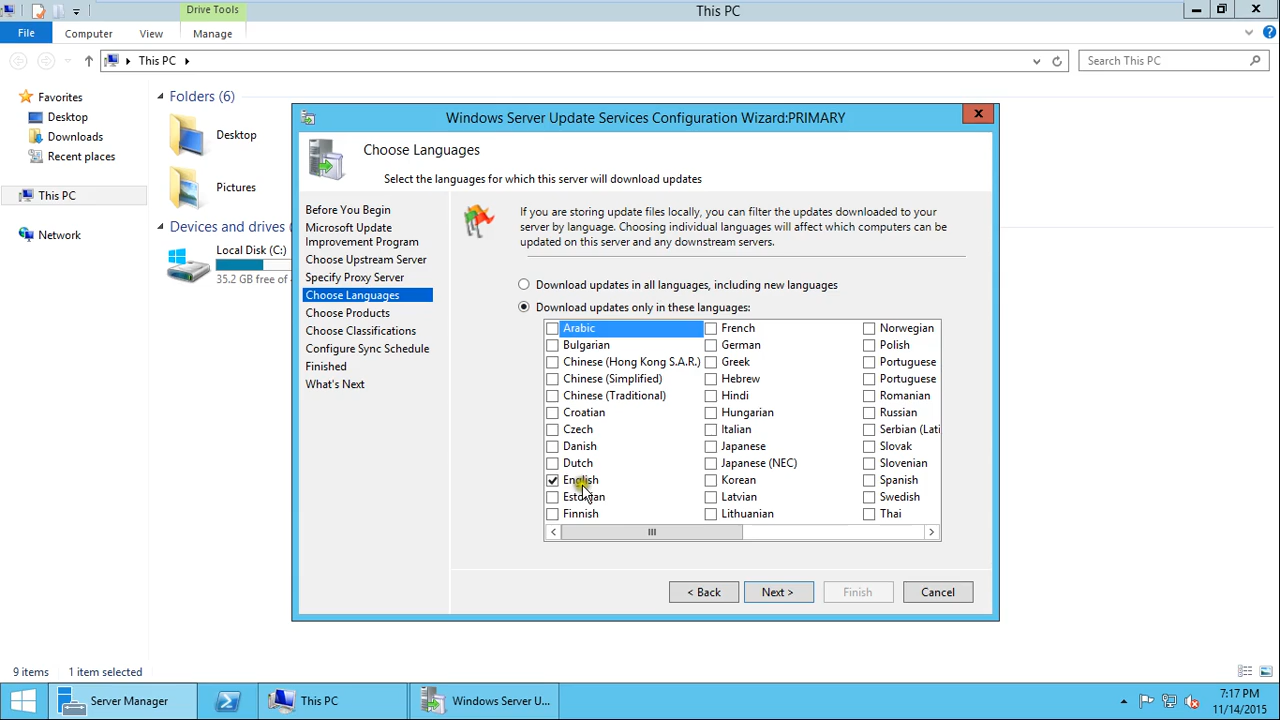 Drive Tools
This PC
File
Computer
View
Manage
This PC
Search This PC
Favorites
Desktop
Downloads
Recent places
This PC
Network
Folders (6)
Desktop
Pictures
Devices and drives (
Local Disk (C:)
35.2 GB free of
Windows Server Update Services Configuration Wizard:PRIMARY
Choose Languages
Select the languages for which this server will download updates
Before You Begin
Microsoft Update
Improvement Program
Choose Upstream Server
Specify Proxy Server
Choose Languages
Choose Products
Choose Classifications
Configure Sync Schedule
Finished
What's Next
If you are storing update files locally, you can filter the updates downloaded to your
server by language. Choosing individual languages will affect which computers can be
updated on this server and any downstream servers.
Download updates in all languages, including new languages
Download updates only in these languages:
Arabic
Bulgarian
Chinese (Hong Kong S.A.R.)
Chinese (Simplified)
Chinese (Traditional)
Croatian
Czech
Danish
Dutch
English
Estonian
Finnish
French
German
Greek
Hebrew
Hindi
Hungarian
Italian
Japanese
Japanese (NEC)
Korean
Latvian
Lithuanian
Norwegian
Polish
Portuguese
Portuguese
Romanian
Russian
Serbian (Lati
Slovak
Slovenian
Spanish
Swedish
Thai
< Back
Next >
Finish
Cancel
9 items
1 item selected
Server Manager
This PC
Windows Server U...
7:17 PM
11/14/2015